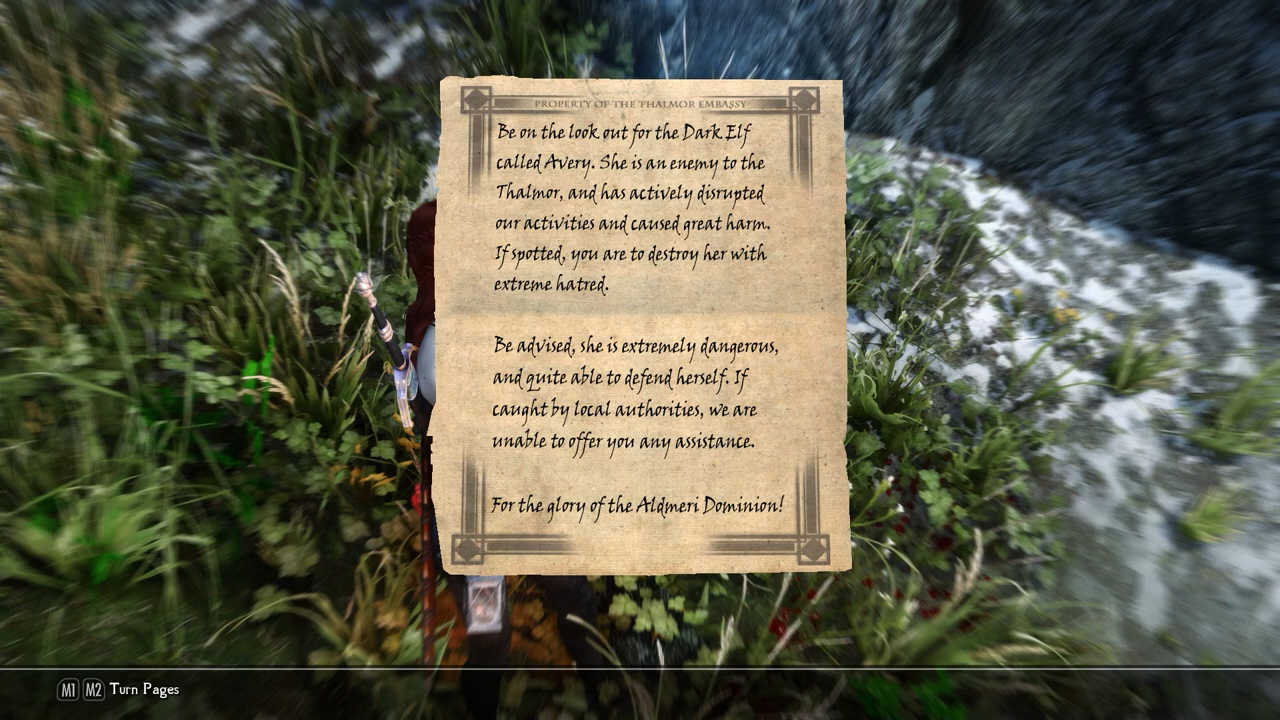 PROPERTY OF THE THALMOR EMBASSY
Be on the look out for the Dark Elf
called Avery. She is an enemy to the
Thalmor, and has actively disrupted
our activities and caused great harm.
If spotted, you are to destroy her with
extreme hatred.
Be advised, she is extremely dangerous,
and quite able to defend herself. If
caught by local authorities, we are
unable to offer you any assistance.
For the glory of the Aldmeri Dominion!
M1 M2 Turn Pages